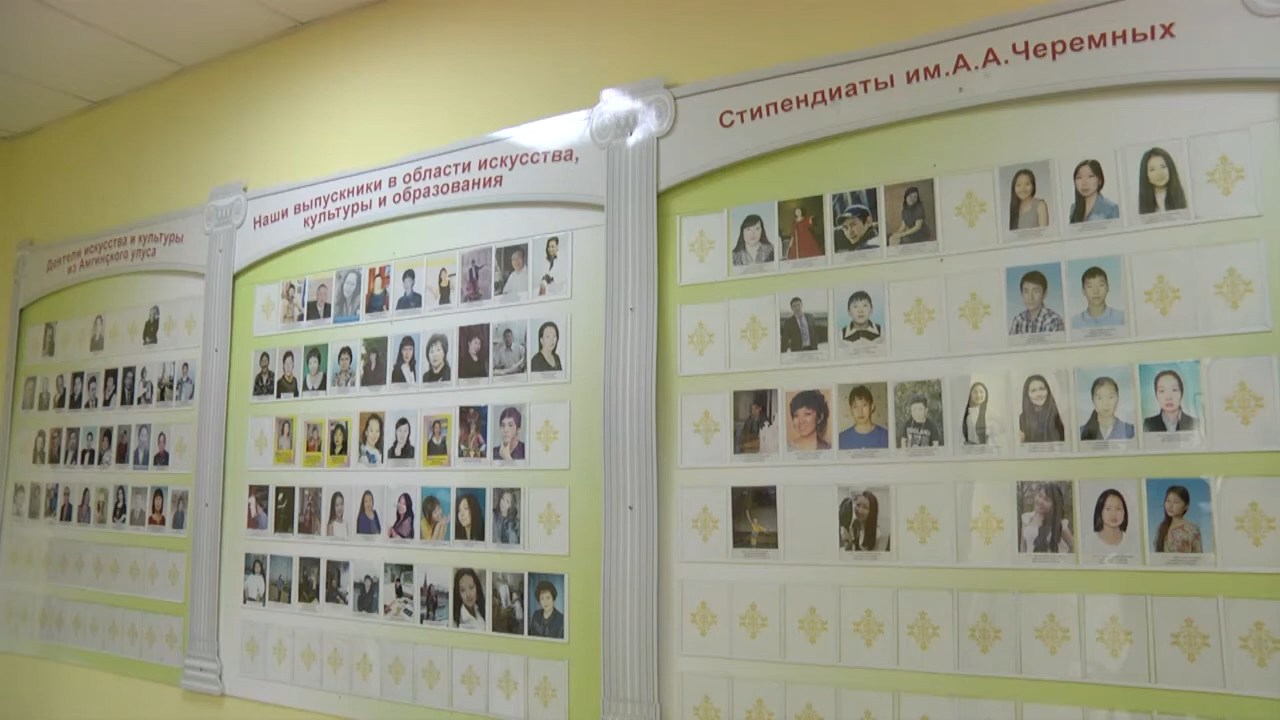 Деятели искусства и культуры
из Амгинского улуса
Наши выпускники в области искусства,
культуры и образования
Стипендиаты им.А.А.Черемных